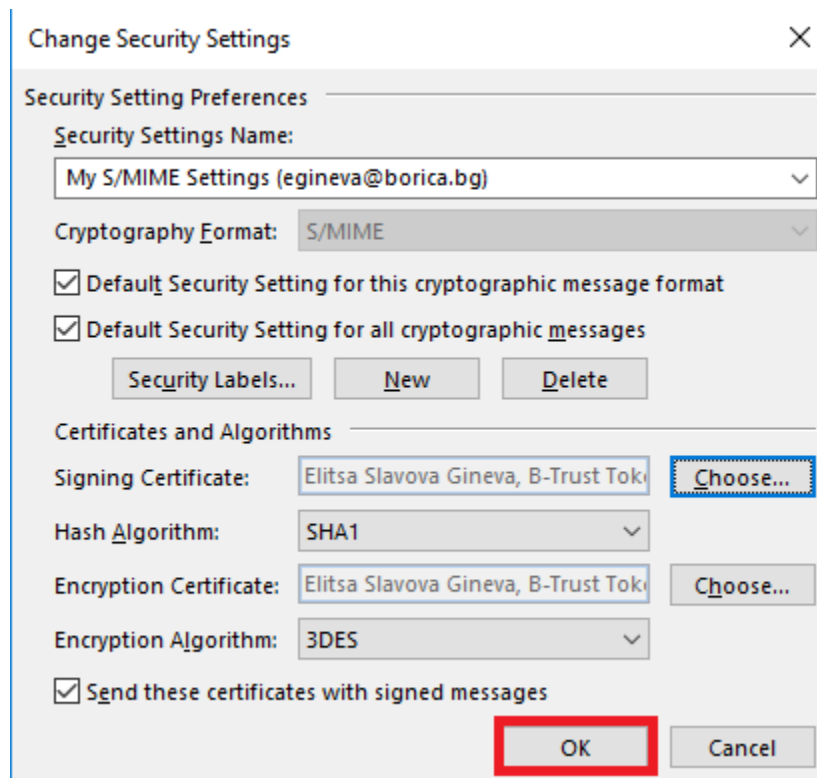 Change Security Settings
Security Setting Preferences
Security Settings Name:
My S/MIME Settings (egineva@borica.bg)
Cryptography Format: S/MIME
Default Security Setting for this cryptographic message format
Default Security Setting for all cryptographic messages
Security Labels... New Delete
Certificates and Algorithms
Signing Certificate: Elitsa Slavova Gineva, B-Trust Toke Choose...
Hash Algorithm: SHA1
Encryption Certificate: Elitsa Slavova Gineva, B-Trust Toke Choose...
Encryption Algorithm: 3DES
Send these certificates with signed messages
OK Cancel